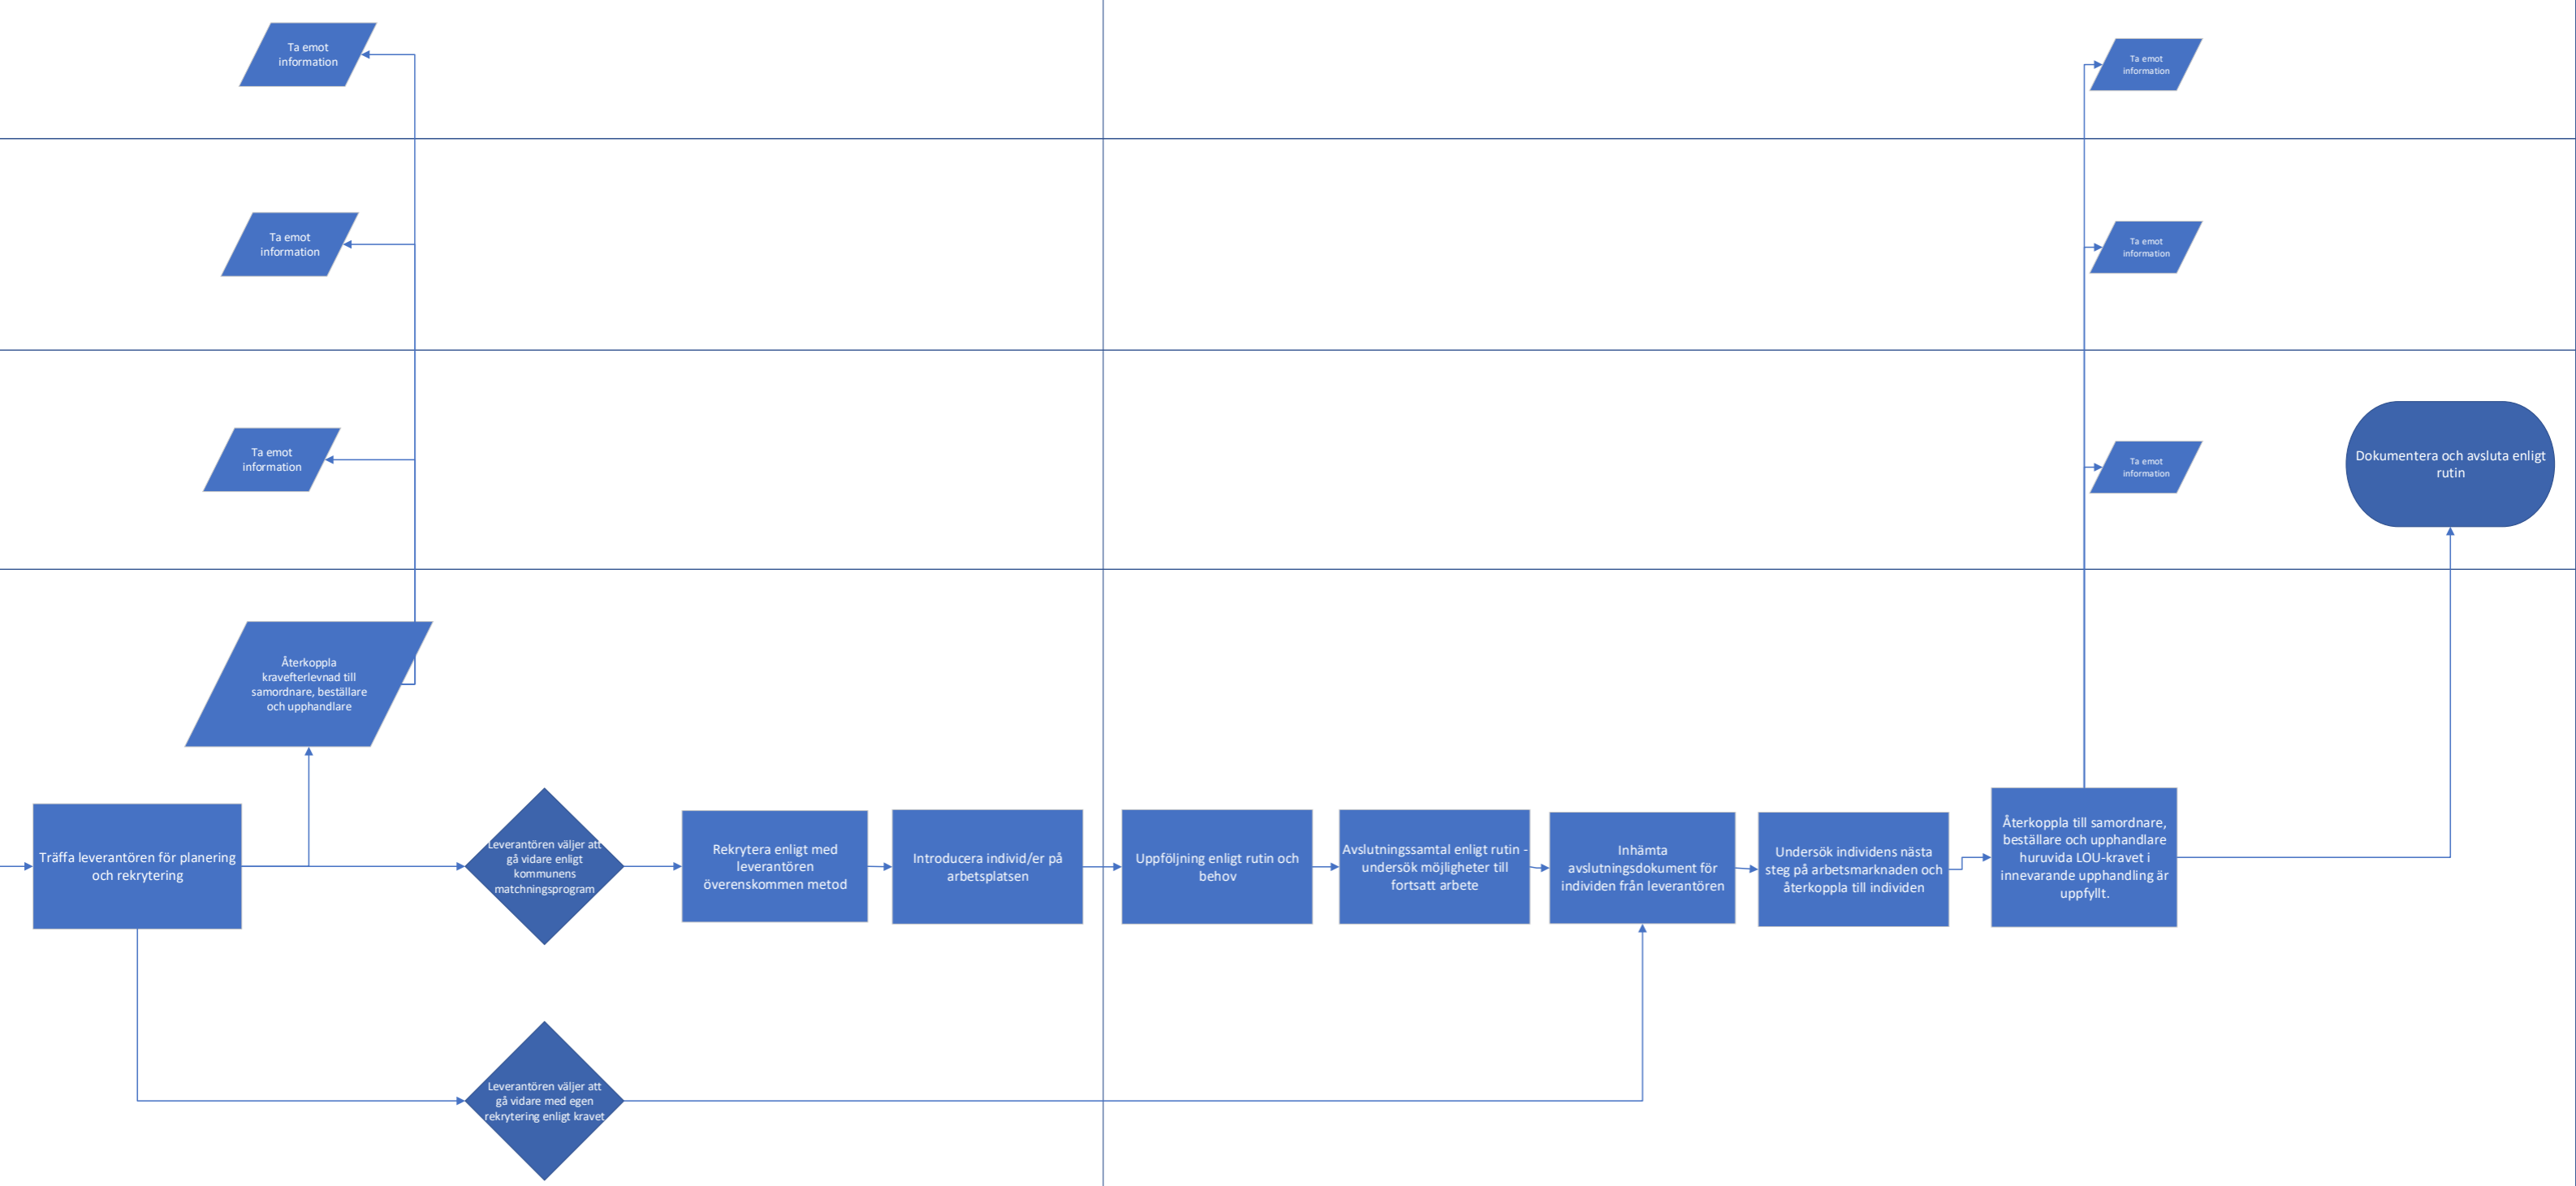 Ta emot
information
Ta emot
information
Ta emot
information
Ta emot
information
Ta emot
information
Ta emot
information
Dokumentera och avsluta enligt
rutin
Återkoppla
kravefterlevnad till
samordnare, beställare
och upphandlare
Träffa leverantören för planering
och rekrytering
Leverantören väljer att
gå vidare enligt
kommunens
matchningsprogram
Rekrytera enligt med
leverantören
överenskommen metod
Introducera individ/er på
arbetsplatsen
Uppföljning enligt rutin och
behov
Avslutningssamtal enligt rutin -
undersök möjligheter till
fortsatt arbete
Inhämta
avslutningsdokument för
individen från leverantören
Undersök individens nästa
steg på arbetsmarknaden och
återkoppla till individen
Återkoppla till samordnare,
beställare och upphandlare
huruvida LOU-kravet i
innevarande upphandling är
uppfyllt.
Leverantören väljer att
gå vidare med egen
rekrytering enligt kravet